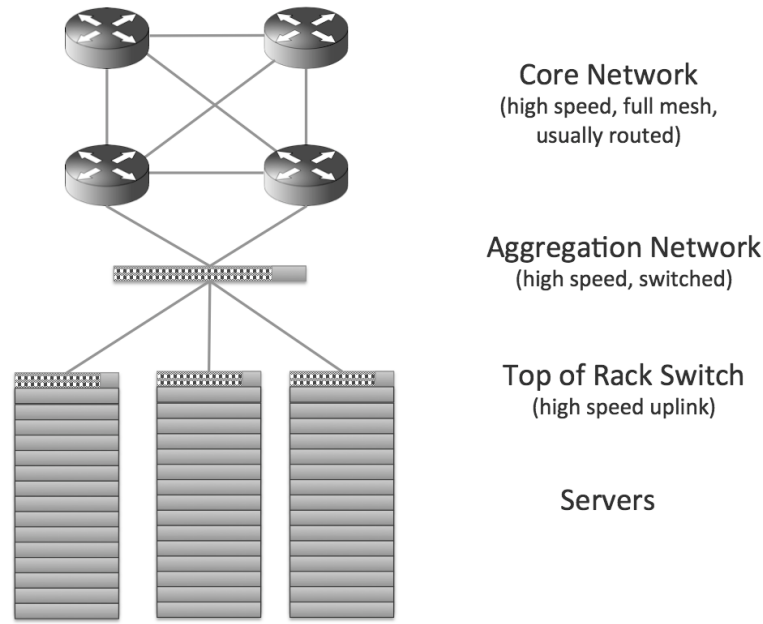 Core Network
(high speed, full mesh,
usually routed)
Aggregation Network
(high speed, switched)
Top of Rack Switch
(high speed uplink)
Servers